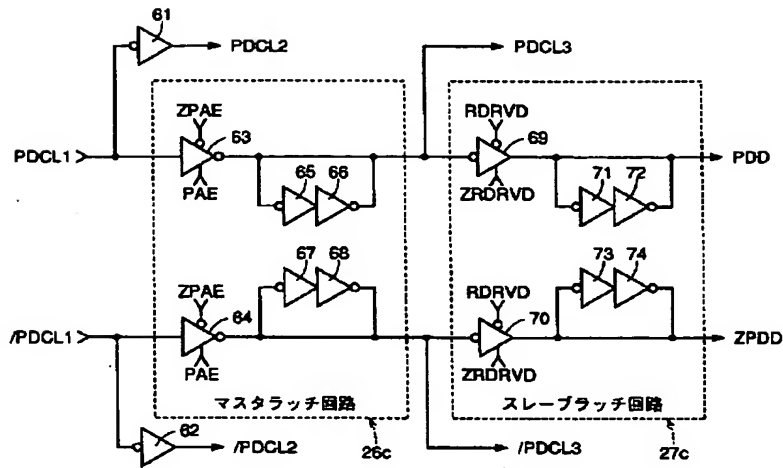 61
PDCL2
PDCL3
ZPAE
63
RDRVD
69
PDCL1
PDD
PAE
65
66
ZRDRVD
71
72
67
68
73
74
ZPAE
64
RDRVD
70
/PDCL1
ZPDD
PAE
ZRDRVD
マスタラッチ回路
スレーブラッチ回路
62
/PDCL2
26c
/PDCL3
27c